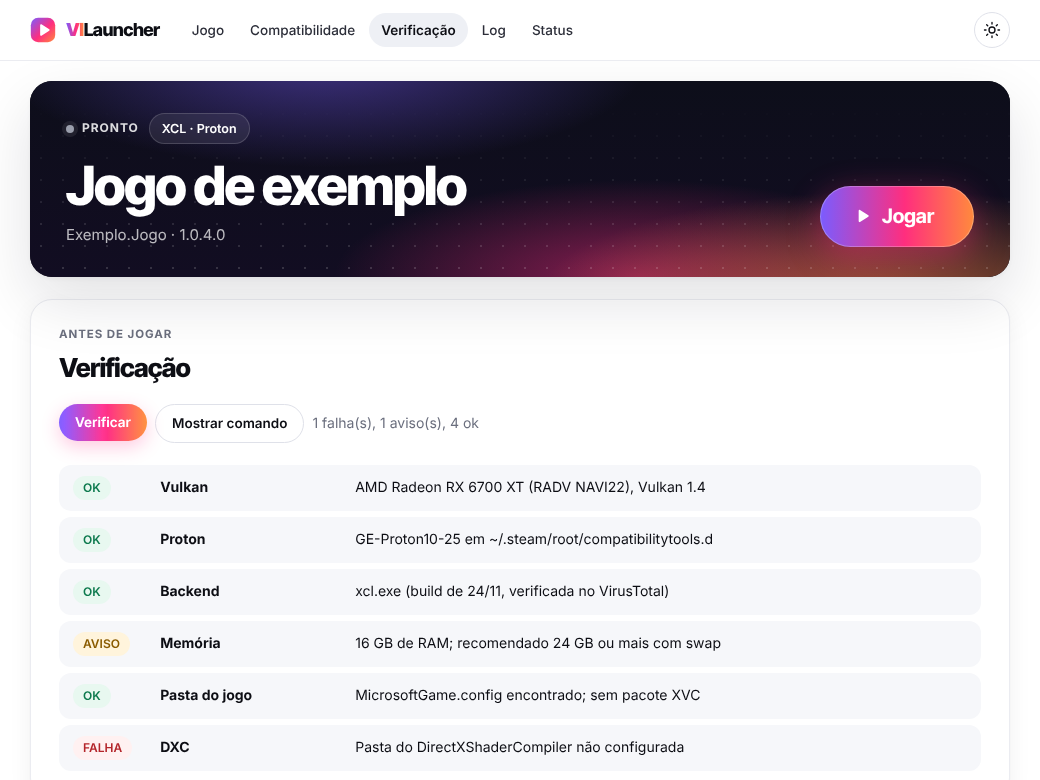 VILauncher Jogo Compatibilidade Verificação Log Status
PRONTO XCL · Proton
Jogo de exemplo
Exemplo.Jogo · 1.0.4.0
Jogar
ANTES DE JOGAR
Verificação
Verificar Mostrar comando 1 falha(s), 1 aviso(s), 4 ok
OK Vulkan AMD Radeon RX 6700 XT (RADV NAVI22), Vulkan 1.4
OK Proton GE-Proton10-25 em ~/.steam/root/compatibilitytools.d
OK Backend xcl.exe (build de 24/11, verificada no VirusTotal)
AVISO Memória 16 GB de RAM; recomendado 24 GB ou mais com swap
OK Pasta do jogo MicrosoftGame.config encontrado; sem pacote XVC
FALHA DXC Pasta do DirectXShaderCompiler não configurada